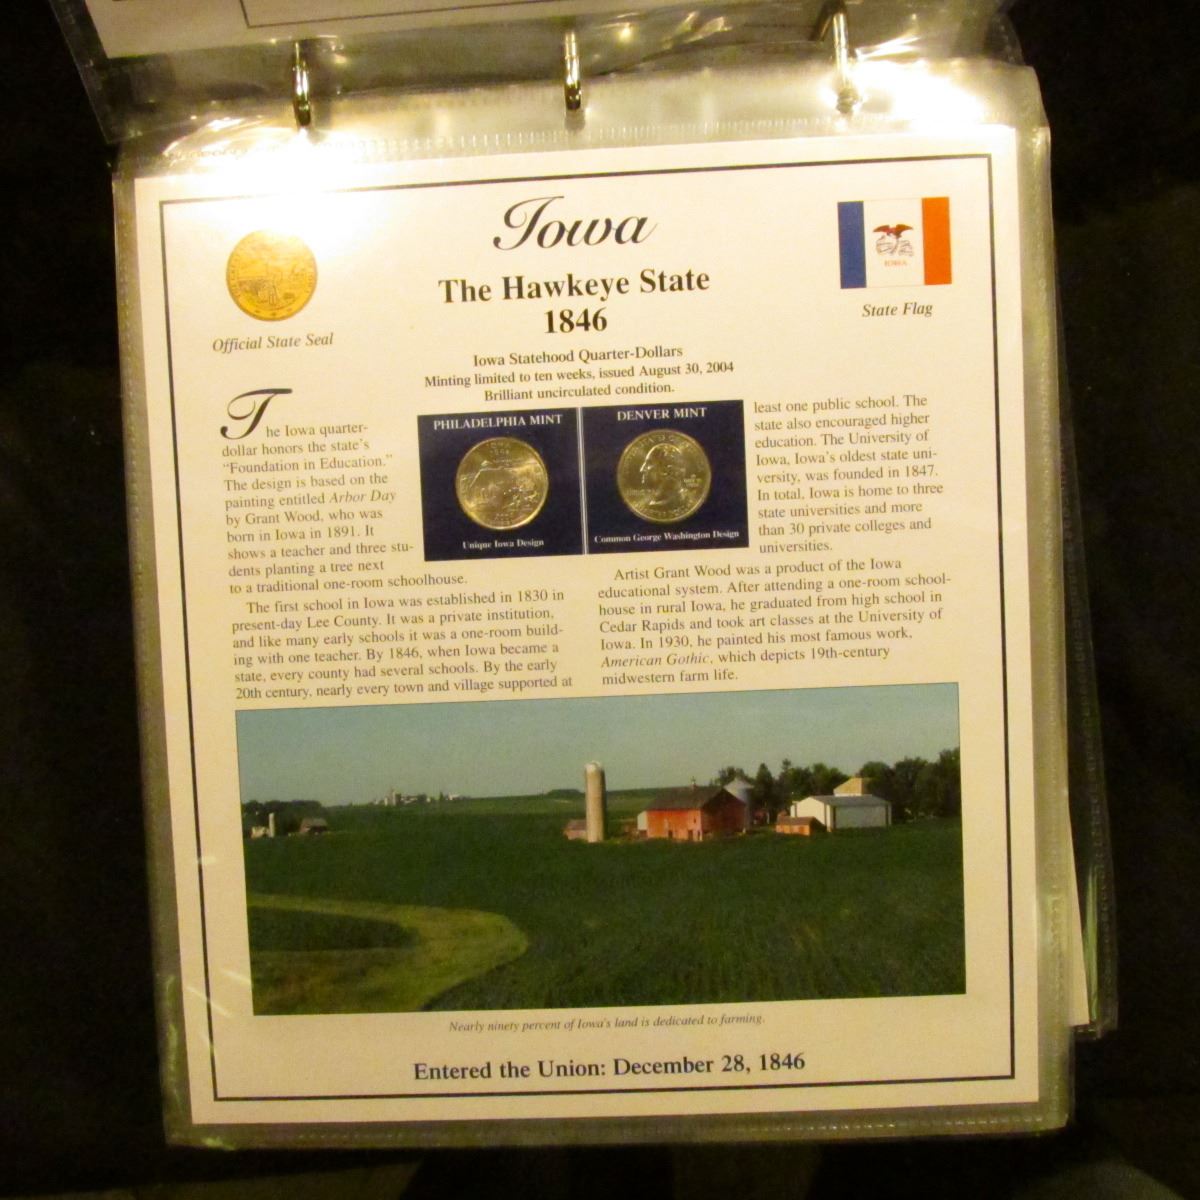 Iowa
The Hawkeye State
1846
Official State Seal
IOWA
State Flag
Iowa Statehood Quarter-Dollars
Minting limited to ten weeks, issued August 30, 2004
Brilliant uncirculated condition.
PHILADELPHIA MINT
Unique Iowa Design
DENVER MINT
Common George Washington Design
The Iowa quarter-
dollar honors the state's
"Foundation in Education."
The design is based on the
painting entitled Arbor Day
by Grant Wood, who was
born in Iowa in 1891. It
shows a teacher and three stu-
dents planting a tree next
to a traditional one-room schoolhouse.
The first school in Iowa was established in 1830 in
present-day Lee County. It was a private institution,
and like many early schools it was a one-room build-
ing with one teacher. By 1846, when Iowa became a
state, every county had several schools. By the early
20th century, nearly every town and village supported at
least one public school. The
state also encouraged higher
education. The University of
Iowa, Iowa's oldest state uni-
versity, was founded in 1847.
In total, Iowa is home to three
state universities and more
than 30 private colleges and
universities.
Artist Grant Wood was a product of the Iowa
educational system. After attending a one-room school-
house in rural Iowa, he graduated from high school in
Cedar Rapids and took art classes at the University of
Iowa. In 1930, he painted his most famous work,
American Gothic, which depicts 19th-century
midwestern farm life.
Nearly ninety percent of Iowa's land is dedicated to farming.
Entered the Union: December 28, 1846